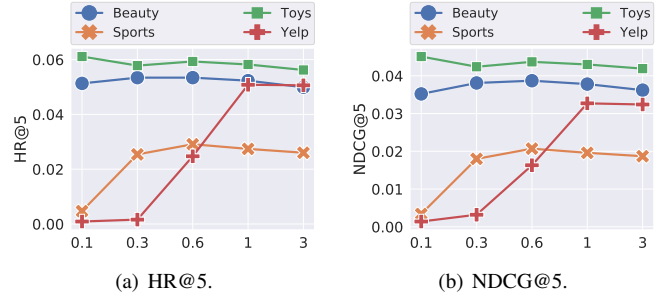 Beauty Toys
Sports Yelp
0.06
0.04
0.02
0.00
HR@5
0.1 0.3 0.6 1 3
(a) HR@5.
Beauty Toys
Sports Yelp
0.04
0.03
0.02
0.01
0.00
NDCG@5
0.1 0.3 0.6 1 3
(b) NDCG@5.